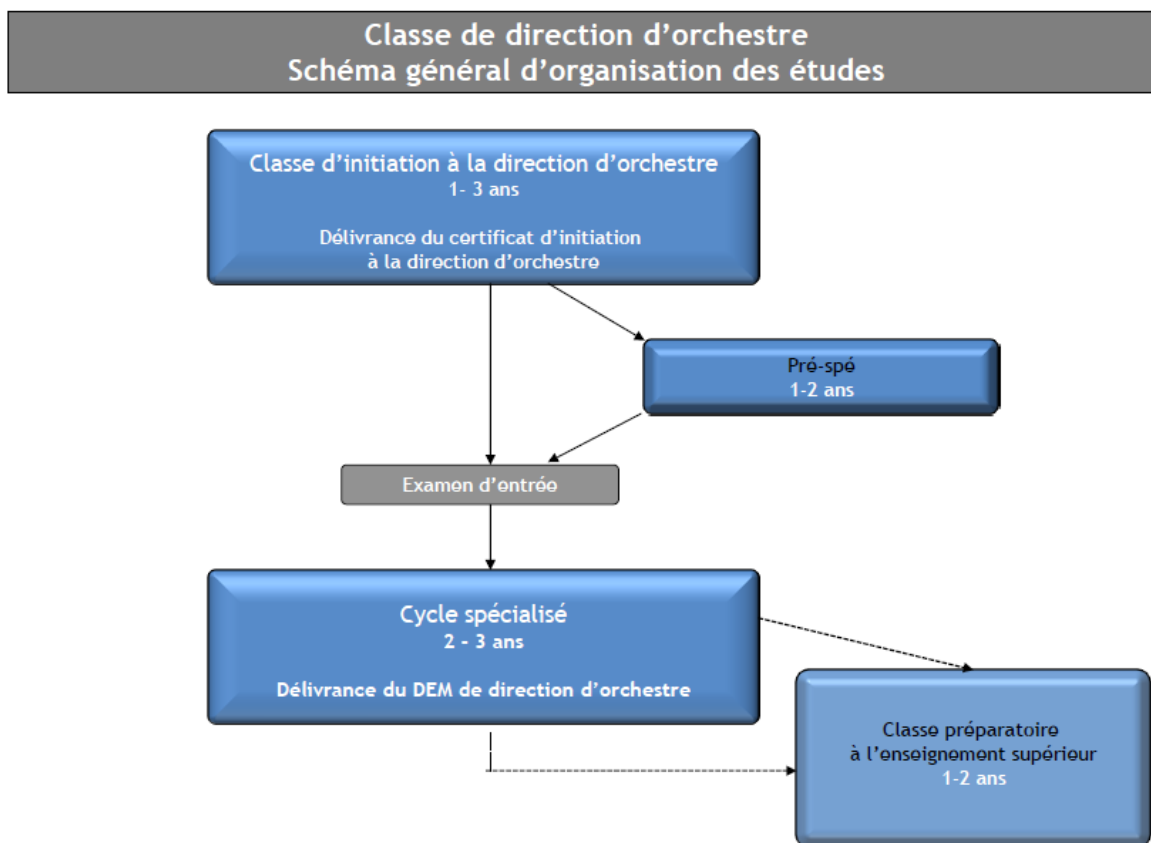 Classe de direction d’orchestre
Schéma général d’organisation des études
Classe d’initiation à la direction d’orchestre
1- 3 ans
Délivrance du certificat d’initiation
à la direction d’orchestre
Pré-spé
1-2 ans
Examen d’entrée
Cycle spécialisé
2 - 3 ans
Délivrance du DEM de direction d’orchestre
Classe préparatoire
à l’enseignement supérieur
1-2 ans